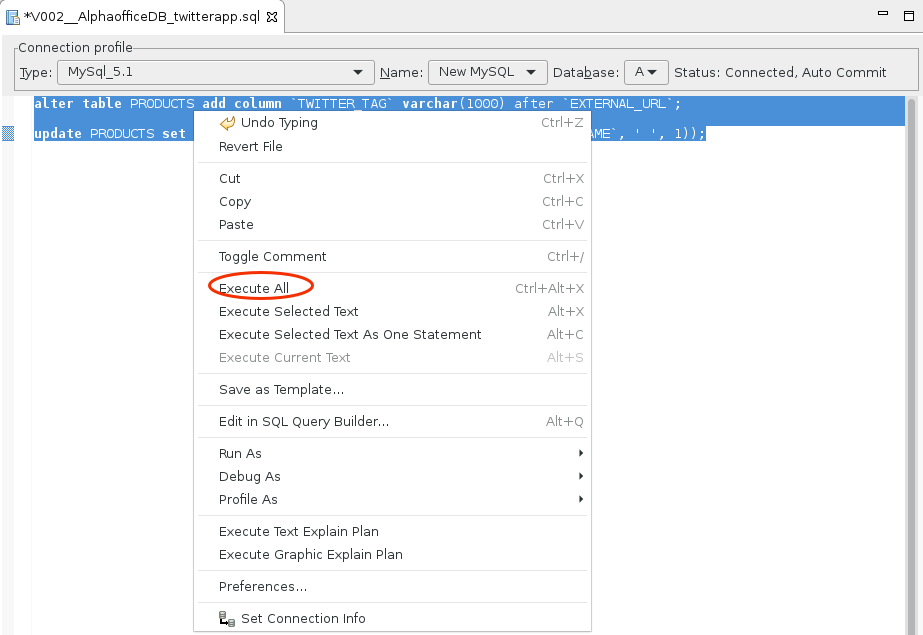 *V002__AlphaofficeDB_twitterapp.sql
Connection profile
Type: MySql_5.1 Name: New MySQL Database: A Status: Connected, Auto Commit
alter table PRODUCTS add column `TWITTER_TAG` varchar(1000) after `EXTERNAL_URL`;
update PRODUCTS set AME`, ' ', 1));
Undo Typing Ctrl+Z
Revert File
Cut Ctrl+X
Copy Ctrl+C
Paste Ctrl+V
Toggle Comment Ctrl+/
Execute All Ctrl+Alt+X
Execute Selected Text Alt+X
Execute Selected Text As One Statement Alt+C
Execute Current Text Alt+S
Save as Template...
Edit in SQL Query Builder... Alt+Q
Run As
Debug As
Profile As
Execute Text Explain Plan
Execute Graphic Explain Plan
Preferences...
Set Connection Info